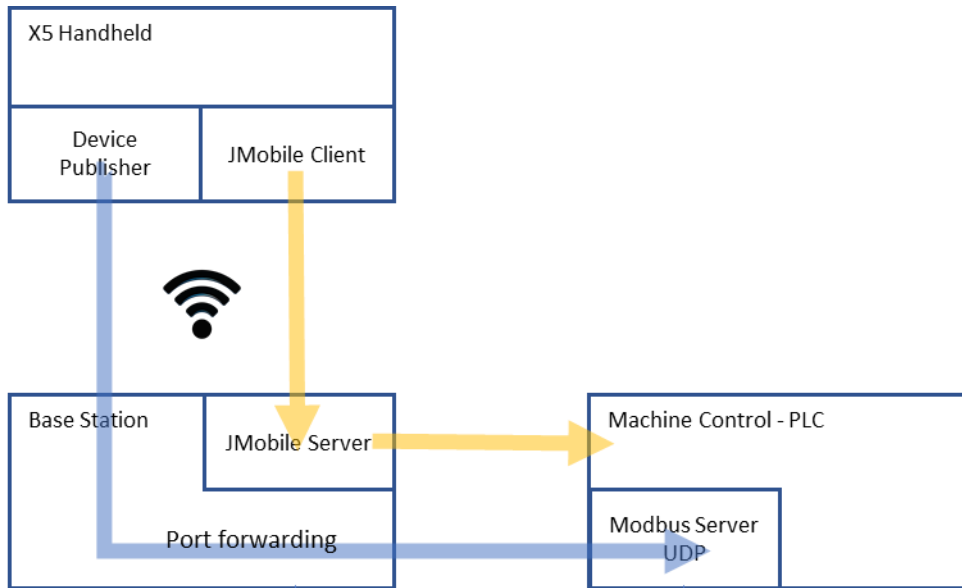 X5 Handheld
Device
Publisher
JMobile Client
Base Station
JMobile Server
Port forwarding
Machine Control - PLC
Modbus Server
UDP